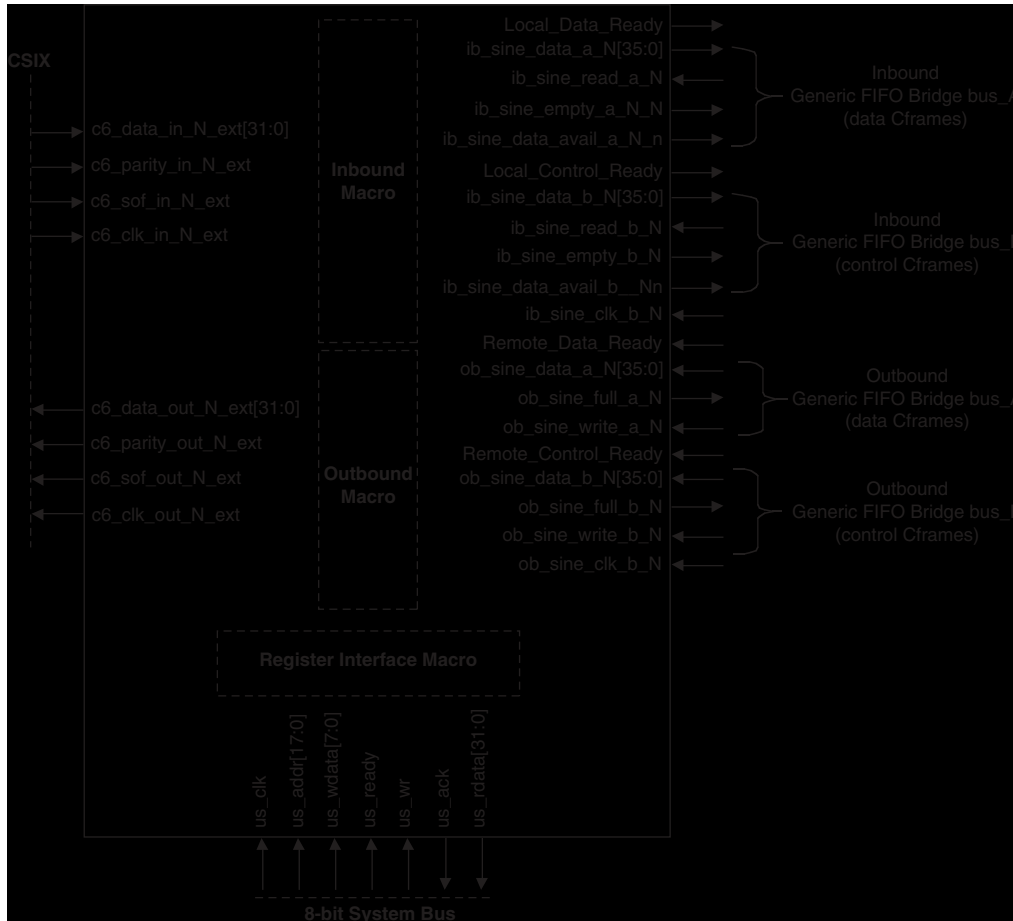 CSIX
c6_data_in_N_ext[31:0]
c6_parity_in_N_ext
c6_sof_in_N_ext
c6_clk_in_N_ext
c6_data_out_N_ext[31:0]
c6_parity_out_N_ext
c6_sof_out_N_ext
c6_clk_out_N_ext
Inbound
Macro
Outbound
Macro
Register Interface Macro
Local_Data_Ready
ib_sine_data_a_N[35:0]
ib_sine_read_a_N
ib_sine_empty_a_N_N
ib_sine_data_avail_a_N_n
Local_Control_Ready
ib_sine_data_b_N[35:0]
ib_sine_read_b_N
ib_sine_empty_b_N
ib_sine_data_avail_b__Nn
ib_sine_clk_b_N
Remote_Data_Ready
ob_sine_data_a_N[35:0]
ob_sine_full_a_N
ob_sine_write_a_N
Remote_Control_Ready
ob_sine_data_b_N[35:0]
ob_sine_full_b_N
ob_sine_write_b_N
ob_sine_clk_b_N
Inbound
Generic FIFO Bridge
(data Cframes)
Inbound
Generic FIFO Bridge
(control Cframes)
Outbound
Generic FIFO Bridge
(data Cframes)
Outbound
Generic FIFO Bridge
(control Cframes)
us_clk
us_addr[17:0]
us_wdata[7:0]
us_ready
us_wr
us_ack
us_rdata[31:0]
8-bit System Bus